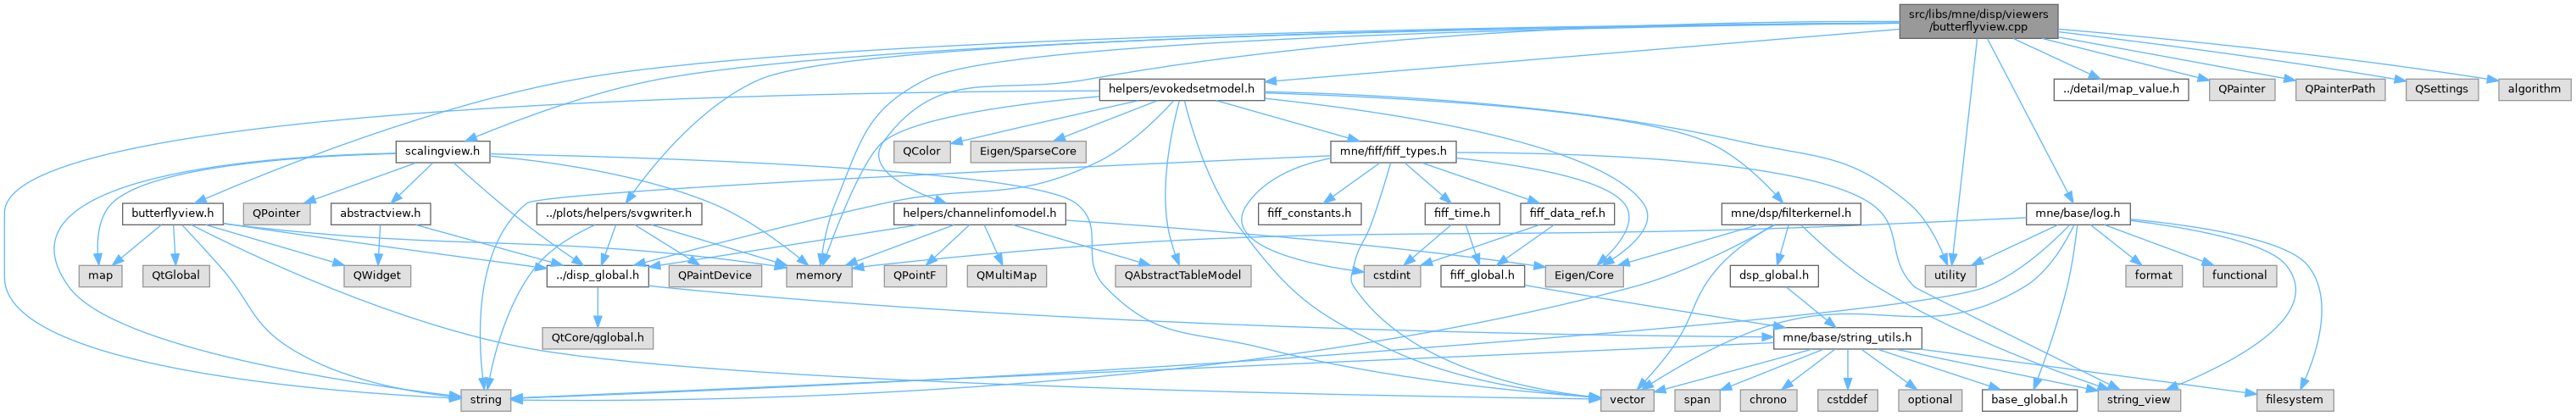 src/libs/mne/disp/viewers
/butterflyview.cpp
helpers/evokedsetmodel.h
../detail/map_value.h
QPainter
QPainterPath
QSettings
algorithm
scalingview.h
QColor
Eigen/SparseCore
mne/fiff/fiff_types.h
butterflyview.h
QPointer
abstractview.h
../plots/helpers/svgwriter.h
helpers/channelinfomodel.h
fiff_constants.h
fiff_time.h
fiff_data_ref.h
mne/dsp/filterkernel.h
mne/base/log.h
map
QtGlobal
QWidget
../disp_global.h
QPaintDevice
memory
QPointF
QMultiMap
QAbstractTableModel
cstdint
fiff_global.h
Eigen/Core
dsp_global.h
utility
format
functional
QtCore/qglobal.h
mne/base/string_utils.h
string
vector
span
chrono
cstddef
optional
base_global.h
string_view
filesystem